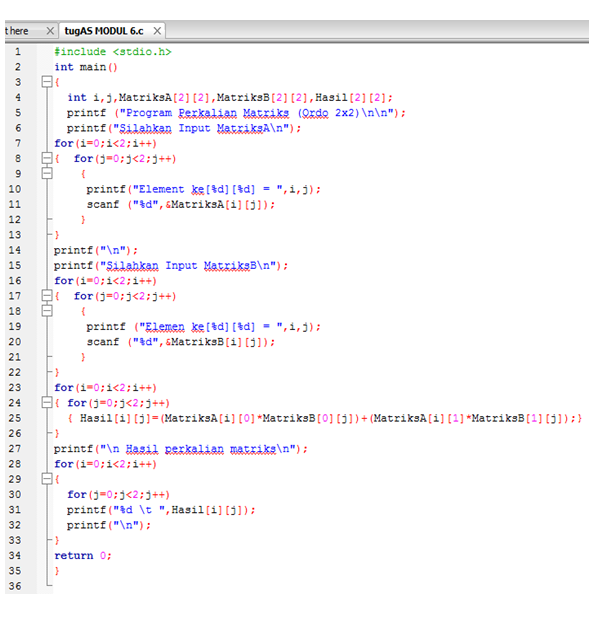 t here × tugAS MODUL 6.c ×
1 #include <stdio.h>
2 int main()
3 {
4 int i,j,MatriksA[2][2],MatriksB[2][2],Hasil[2][2];
5 printf ("Program Perkalian Matriks (Ordo 2x2)\n\n");
6 printf("Silahkan Input MatriksA\n");
7 for(i=0;i<2;i++)
8 { for(j=0;j<2;j++)
9 {
10 printf("Element ke[%d][%d] = ",i,j);
11 scanf ("%d",&MatriksA[i][j]);
12 }
13 }
14 printf("\n");
15 printf("Silahkan Input MatriksB\n");
16 for(i=0;i<2;i++)
17 { for(j=0;j<2;j++)
18 {
19 printf ("Elemen ke[%d][%d] = ",i,j);
20 scanf ("%d",&MatriksB[i][j]);
21 }
22 }
23 for(i=0;i<2;i++)
24 { for(j=0;j<2;j++)
25 { Hasil[i][j]=(MatriksA[i][0]*MatriksB[0][j])+(MatriksA[i][1]*MatriksB[1][j]);}
26 }
27 printf("\n Hasil perkalian matriks\n");
28 for(i=0;i<2;i++)
29 {
30 for(j=0;j<2;j++)
31 printf("%d \t ",Hasil[i][j]);
32 printf("\n");
33 }
34 return 0;
35 }
36